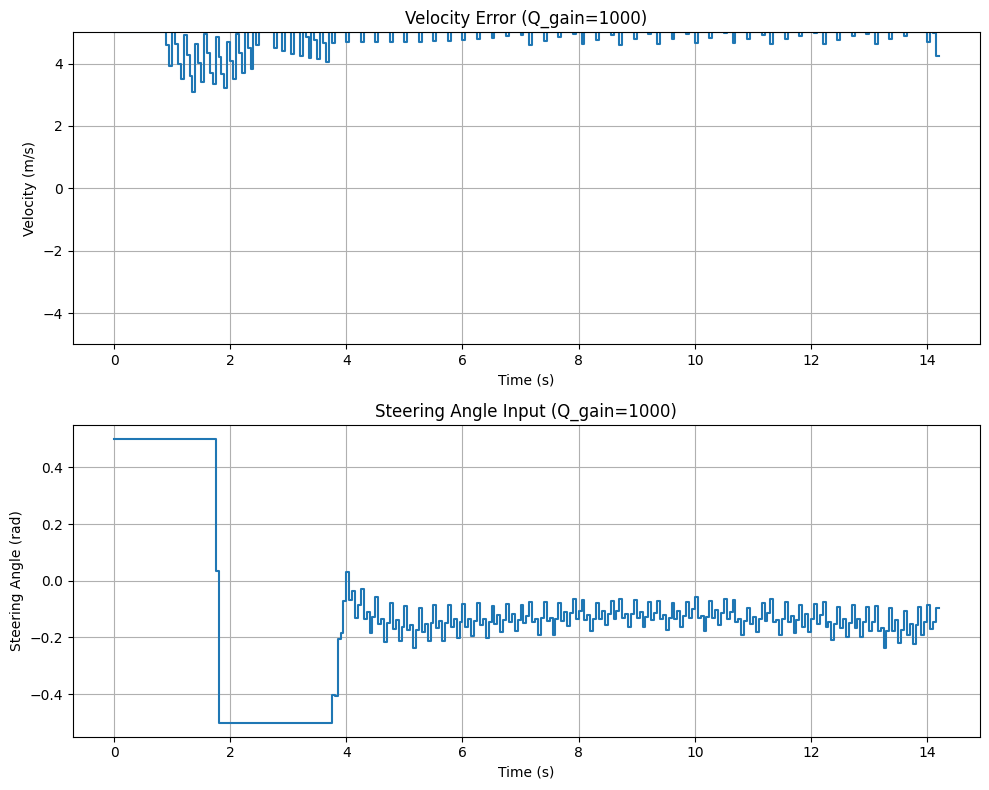 Velocity Error (Q_gain=1000)
Velocity (m/s)
4
2
0
−2
−4
0 2 4 6 8 10 12 14
Time (s)
Steering Angle Input (Q_gain=1000)
Steering Angle (rad)
0.4
0.2
0.0
−0.2
−0.4
0 2 4 6 8 10 12 14
Time (s)